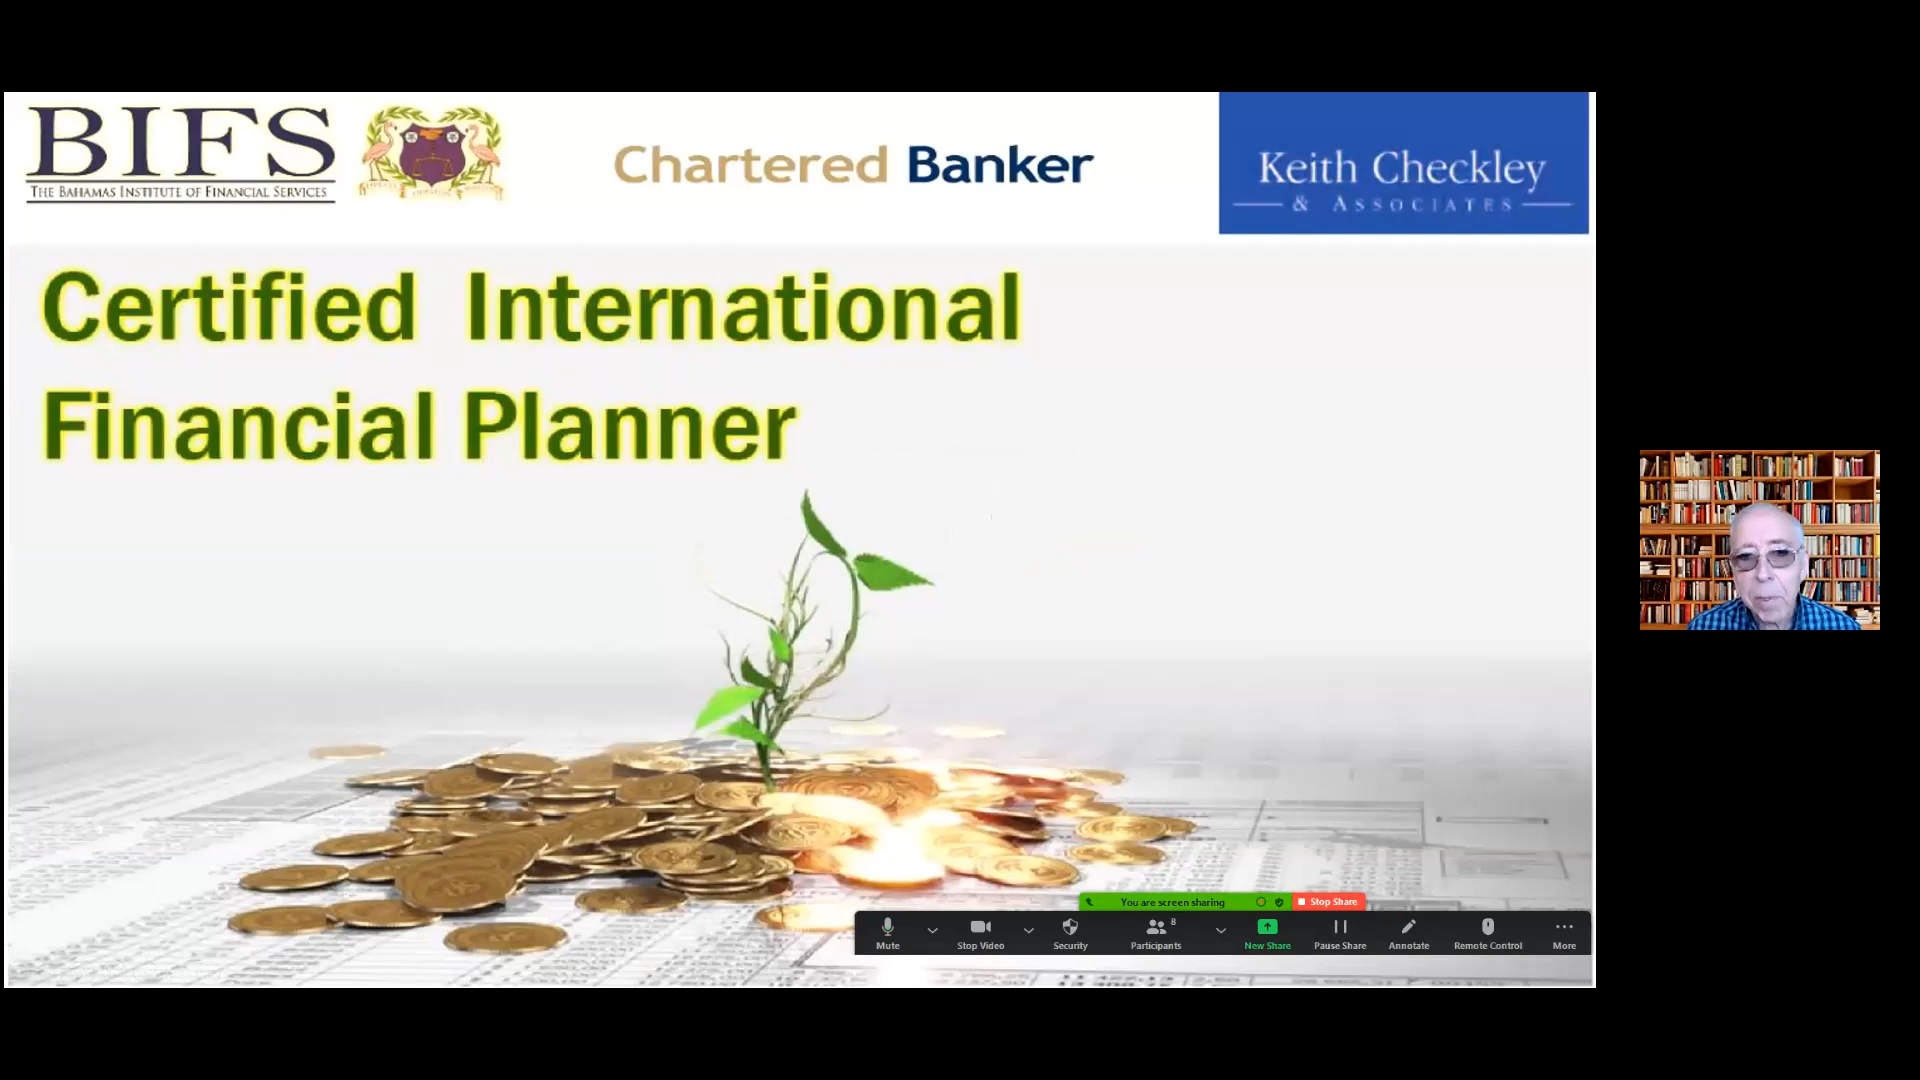 BIFS
THE BAHAMAS INSTITUTE OF FINANCIAL SERVICES
Chartered Banker
Keith Checkley
& ASSOCIATES
Certified International
Financial Planner
You are screen sharing
Stop Share
8
Mute
Stop Video
Security
Participants
New Share
Pause Share
Annotate
Remote Control
More